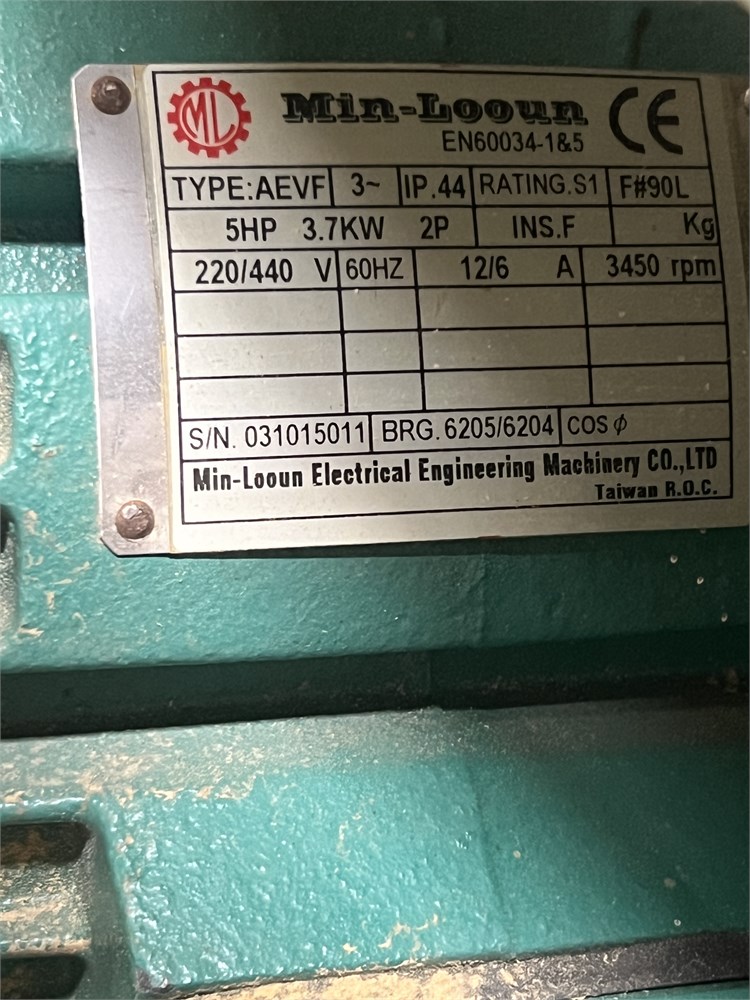 ML Min-Looun CE
EN60034-1&5
TYPE:AEVF 3~ IP.44 RATING.S1 F#90L
5HP 3.7KW 2P INS.F Kg
220/440 V 60HZ 12/6 A 3450 rpm
S/N. 031015011 BRG. 6205/6204 COS ϕ
Min-Looun Electrical Engineering Machinery CO.,LTD
Taiwan R.O.C.